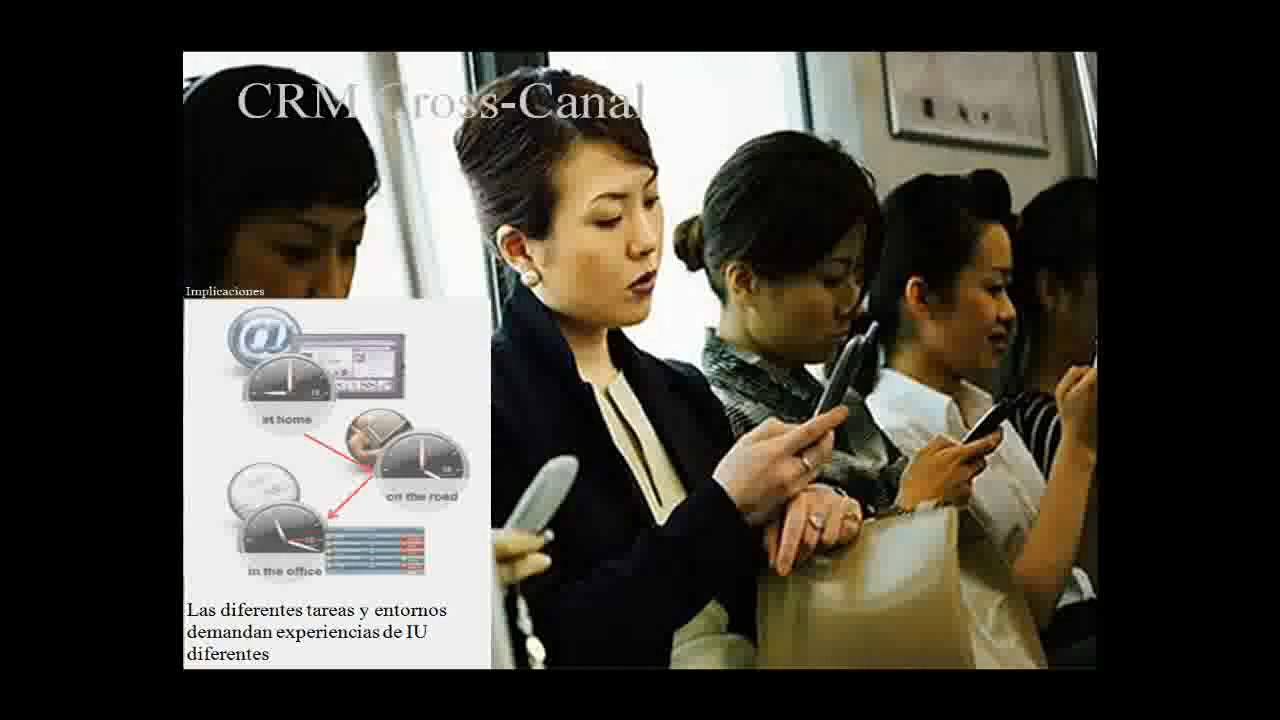 CRM Cross-Canal
Implicaciones
at home
on the road
in the office
Las diferentes tareas y entornos
demandan experiencias de IU
diferentes